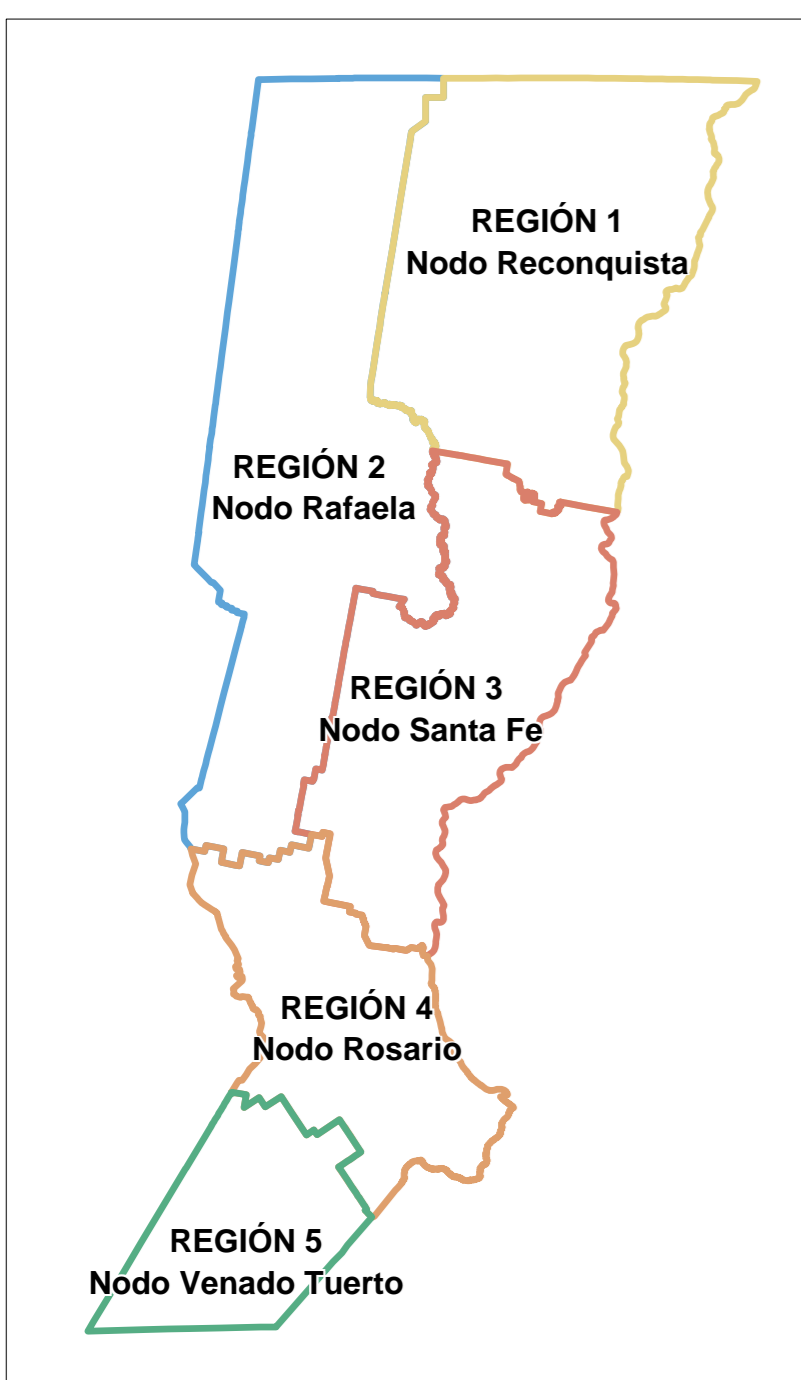 REGIÓN 1
Nodo Reconquista
REGIÓN 2
Nodo Rafaela
REGIÓN 3
Nodo Santa Fe
REGIÓN 4
Nodo Rosario
REGIÓN 5
Nodo Venado Tuerto